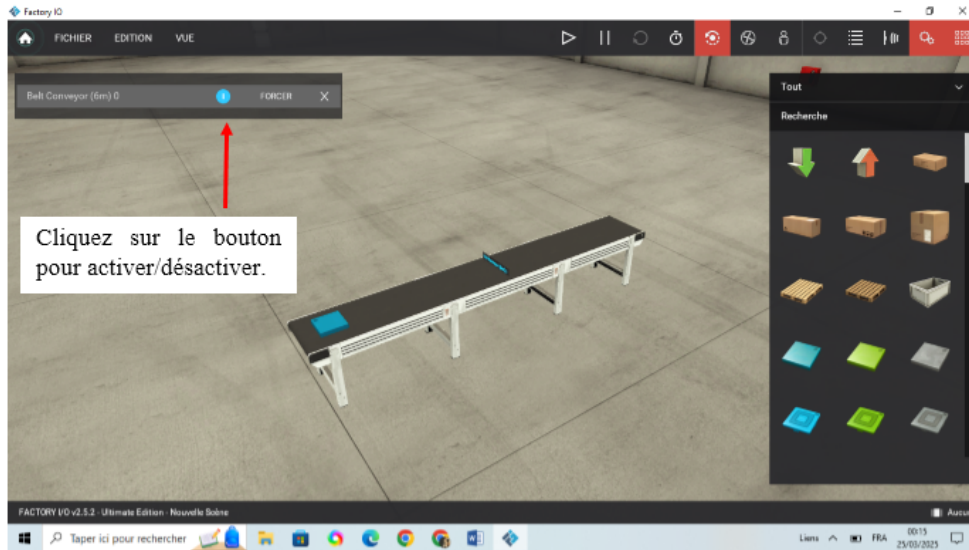 Factory IO
FICHIER EDITION VUE
Belt Conveyor (6m) 0 FORCER X
Tout
Recherche
Cliquez sur le bouton
pour activer/désactiver.
FACTORY I/O v2.5.2 - Ultimate Edition - Nouvelle Scène
Aucun
Taper ici pour rechercher
Liens
FRA
00:15
25/03/2025